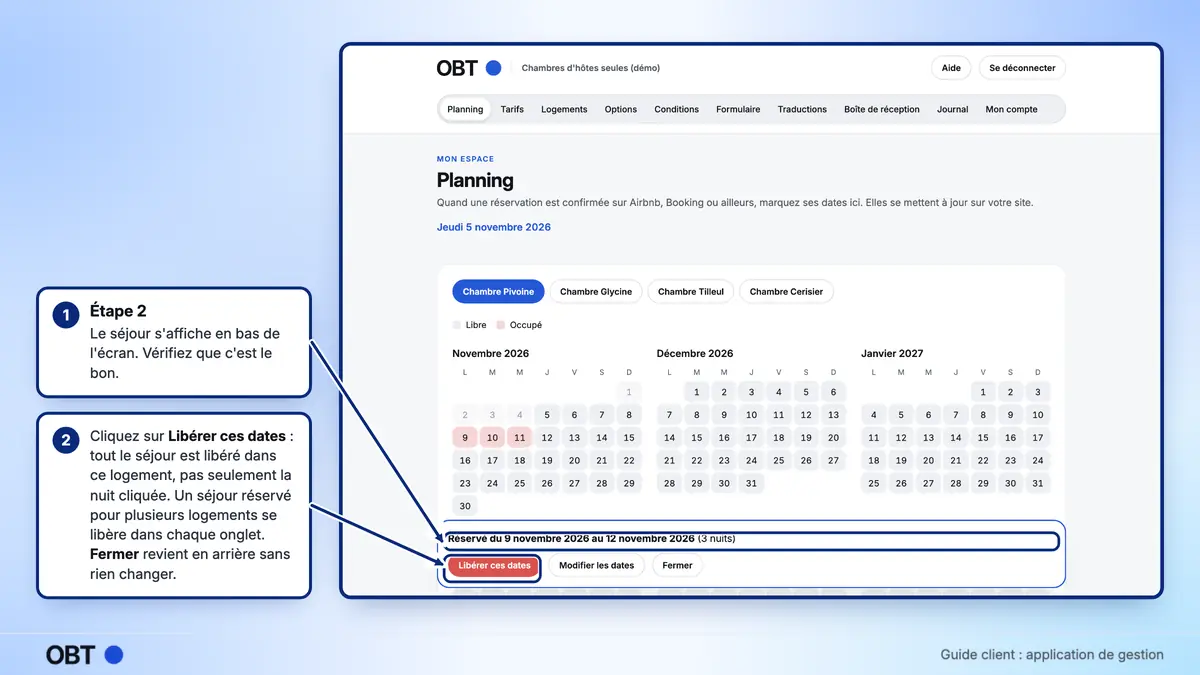 OBT
Chambres d'hôtes seules (démo)
Aide
Se déconnecter
Planning
Tarifs
Logements
Options
Conditions
Formulaire
Traductions
Boîte de réception
Journal
Mon compte
MON ESPACE
Planning
Quand une réservation est confirmée sur Airbnb, Booking ou ailleurs, marquez ses dates ici. Elles se mettent à jour sur votre site.
Jeudi 5 novembre 2026
Chambre Pivoine
Chambre Glycine
Chambre Tilleul
Chambre Cerisier
Libre
Occupé
Novembre 2026
L M M J V S D
1
2 3 4 5 6 7 8
9 10 11 12 13 14 15
16 17 18 19 20 21 22
23 24 25 26 27 28 29
30
Décembre 2026
L M M J V S D
1 2 3 4 5 6
7 8 9 10 11 12 13
14 15 16 17 18 19 20
21 22 23 24 25 26 27
28 29 30 31
Janvier 2027
L M M J V S D
1 2 3
4 5 6 7 8 9 10
11 12 13 14 15 16 17
18 19 20 21 22 23 24
25 26 27 28 29 30 31
Réservé du 9 novembre 2026 au 12 novembre 2026 (3 nuits)
Libérer ces dates
Modifier les dates
Fermer
1
Étape 2
Le séjour s'affiche en bas de
l'écran. Vérifiez que c'est le
bon.
2
Cliquez sur Libérer ces dates :
tout le séjour est libéré dans
ce logement, pas seulement la
nuit cliquée. Un séjour réservé
pour plusieurs logements se
libère dans chaque onglet.
Fermer revient en arrière sans
rien changer.
OBT
Guide client : application de gestion